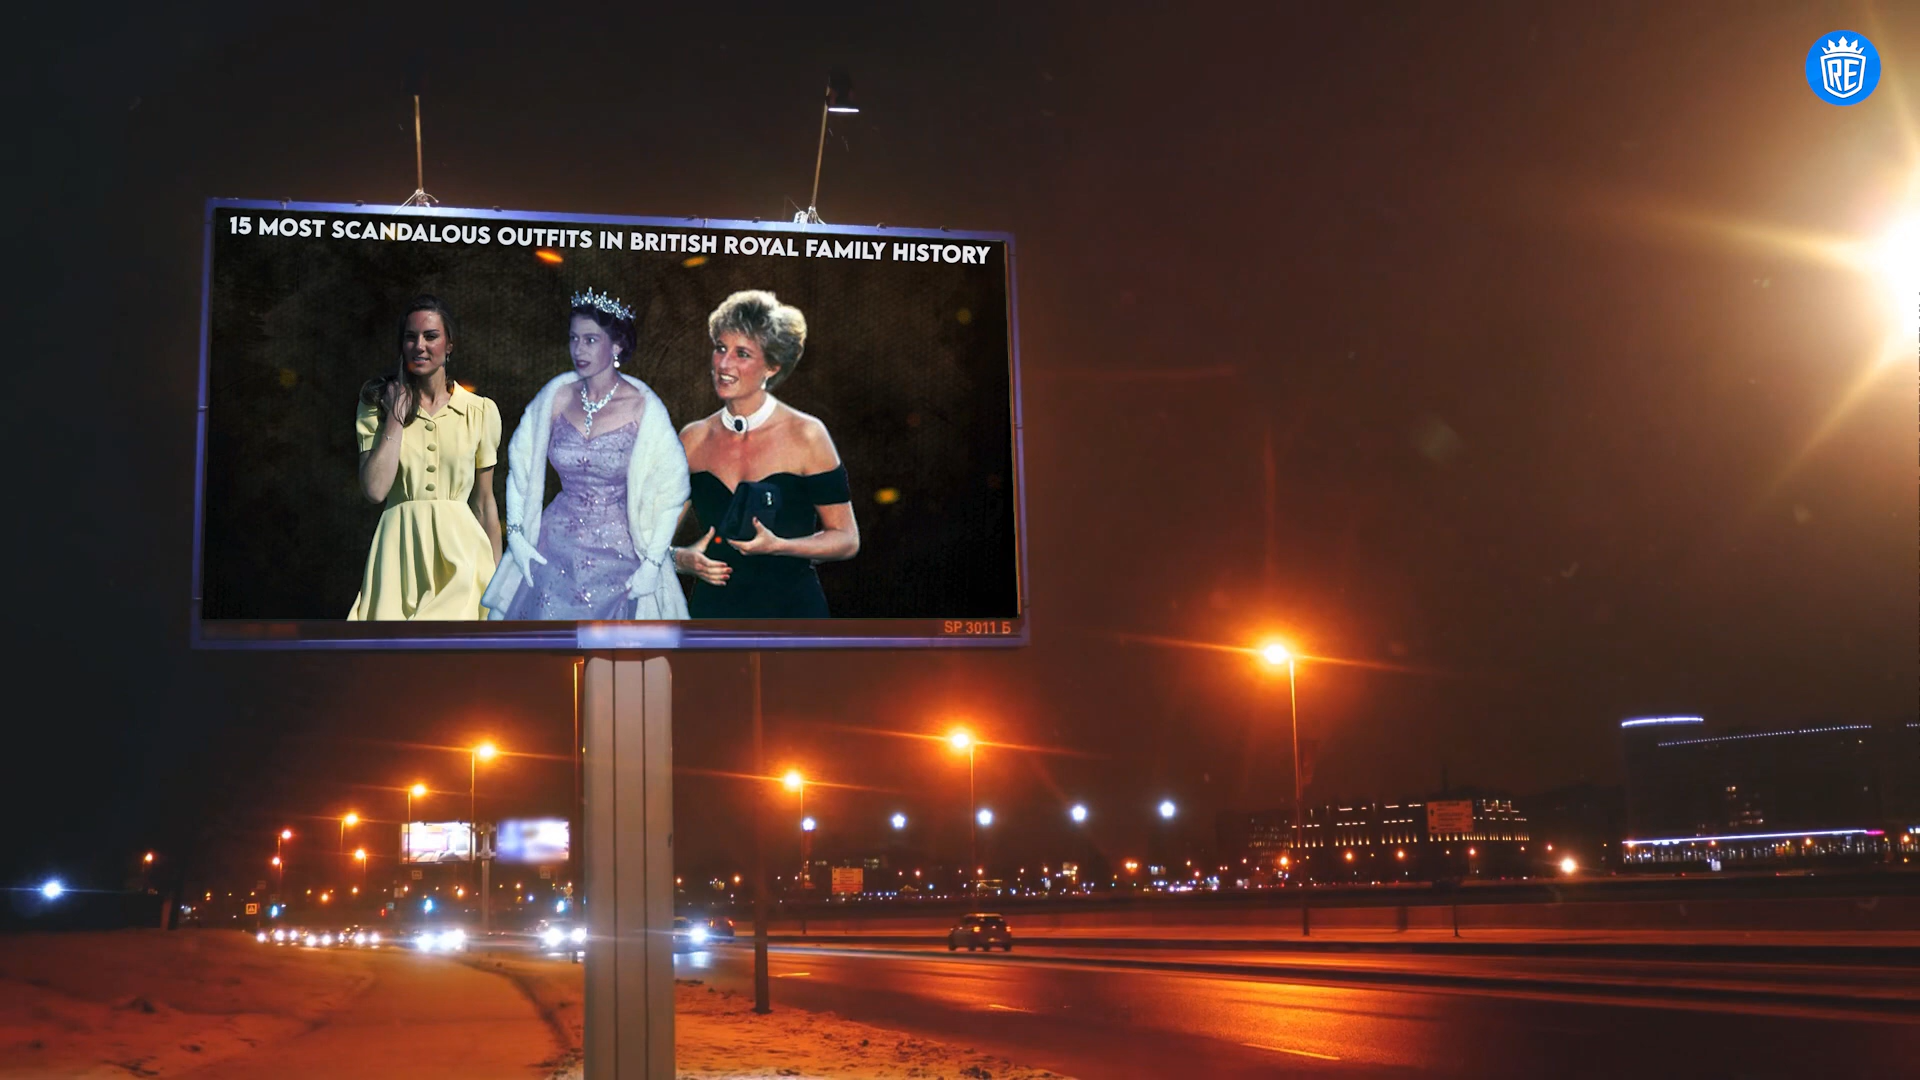 RE
15 MOST SCANDALOUS OUTFITS IN BRITISH ROYAL FAMILY HISTORY
SP 3011 Б